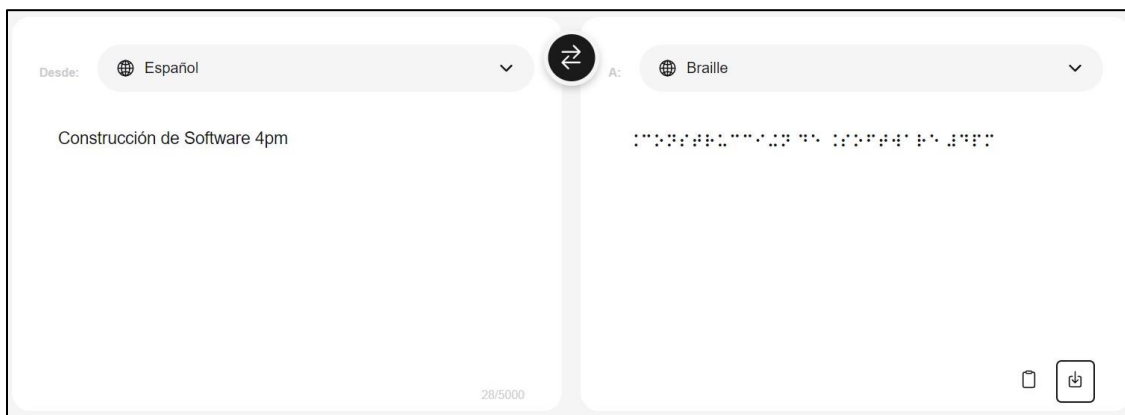 Desde:
Español
A:
Braille
Construcción de Software 4pm
⠨⠉⠕⠝⠎⠞⠗⠥⠉⠉⠊⠬⠝ ⠙⠑ ⠨⠎⠕⠋⠞⠺⠁⠗⠑ ⠼⠙⠏⠍
28/5000